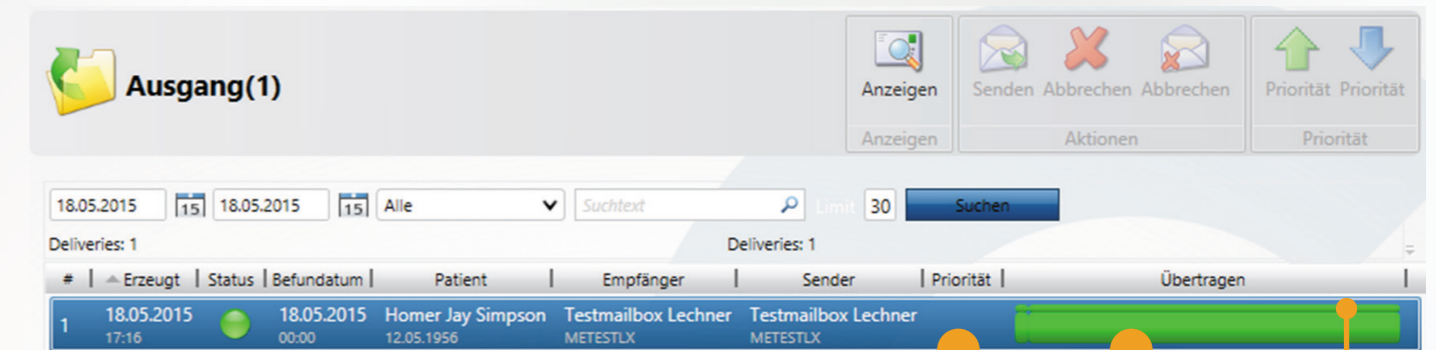 Ausgang(1)
Anzeigen
Anzeigen
Senden Abbrechen Abbrechen
Aktionen
Priorität Priorität
Priorität
18.05.2015 15 18.05.2015 15 Alle Suchtext Limit 30 Suchen
Deliveries: 1 Deliveries: 1
# Erzeugt Status Befundatum Patient Empfänger Sender Priorität Übertragen
1 18.05.2015 18.05.2015 Homer Jay Simpson Testmailbox Lechner Testmailbox Lechner
17:16 00:00 12.05.1956 METESTLX METESTLX